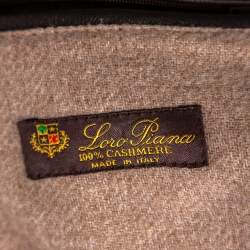 Loro Piana
100% CASHMERE
MADE IN ITALY